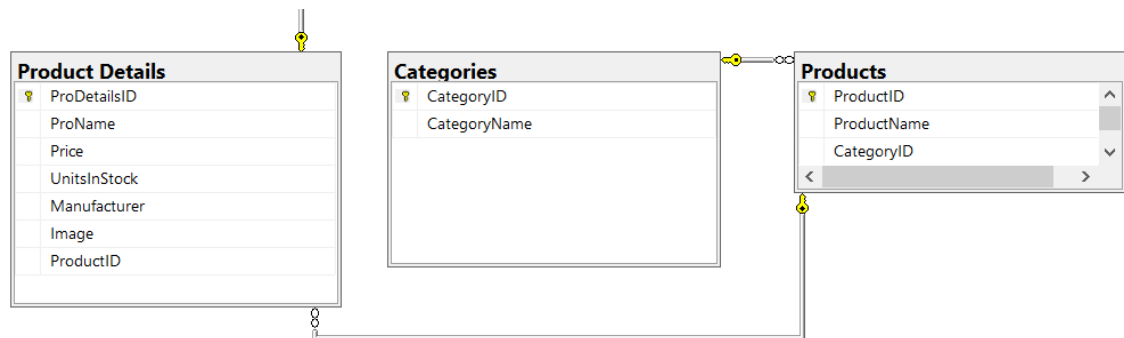 Product Details
ProDetailsID
ProName
Price
UnitsInStock
Manufacturer
Image
ProductID
Categories
CategoryID
CategoryName
Products
ProductID
ProductName
CategoryID